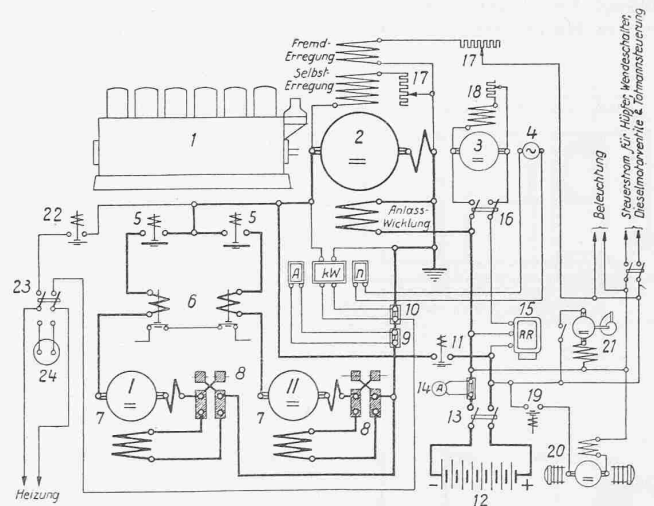 Fremd-
Erregung
Selbst-
Erregung
17
17
18
1
2
3
4
Beleuchtung
Steuerstrom für Hüpfer, Wendeschalter,
Dieselmotorventile & Totmannsteuerung
22
5
5
Anlass-
Wicklung
16
A
kW
n
23
6
10
15
RR
24
9
11
21
I
8
II
14
A
19
7
7
8
13
20
Heizung
-
+
12